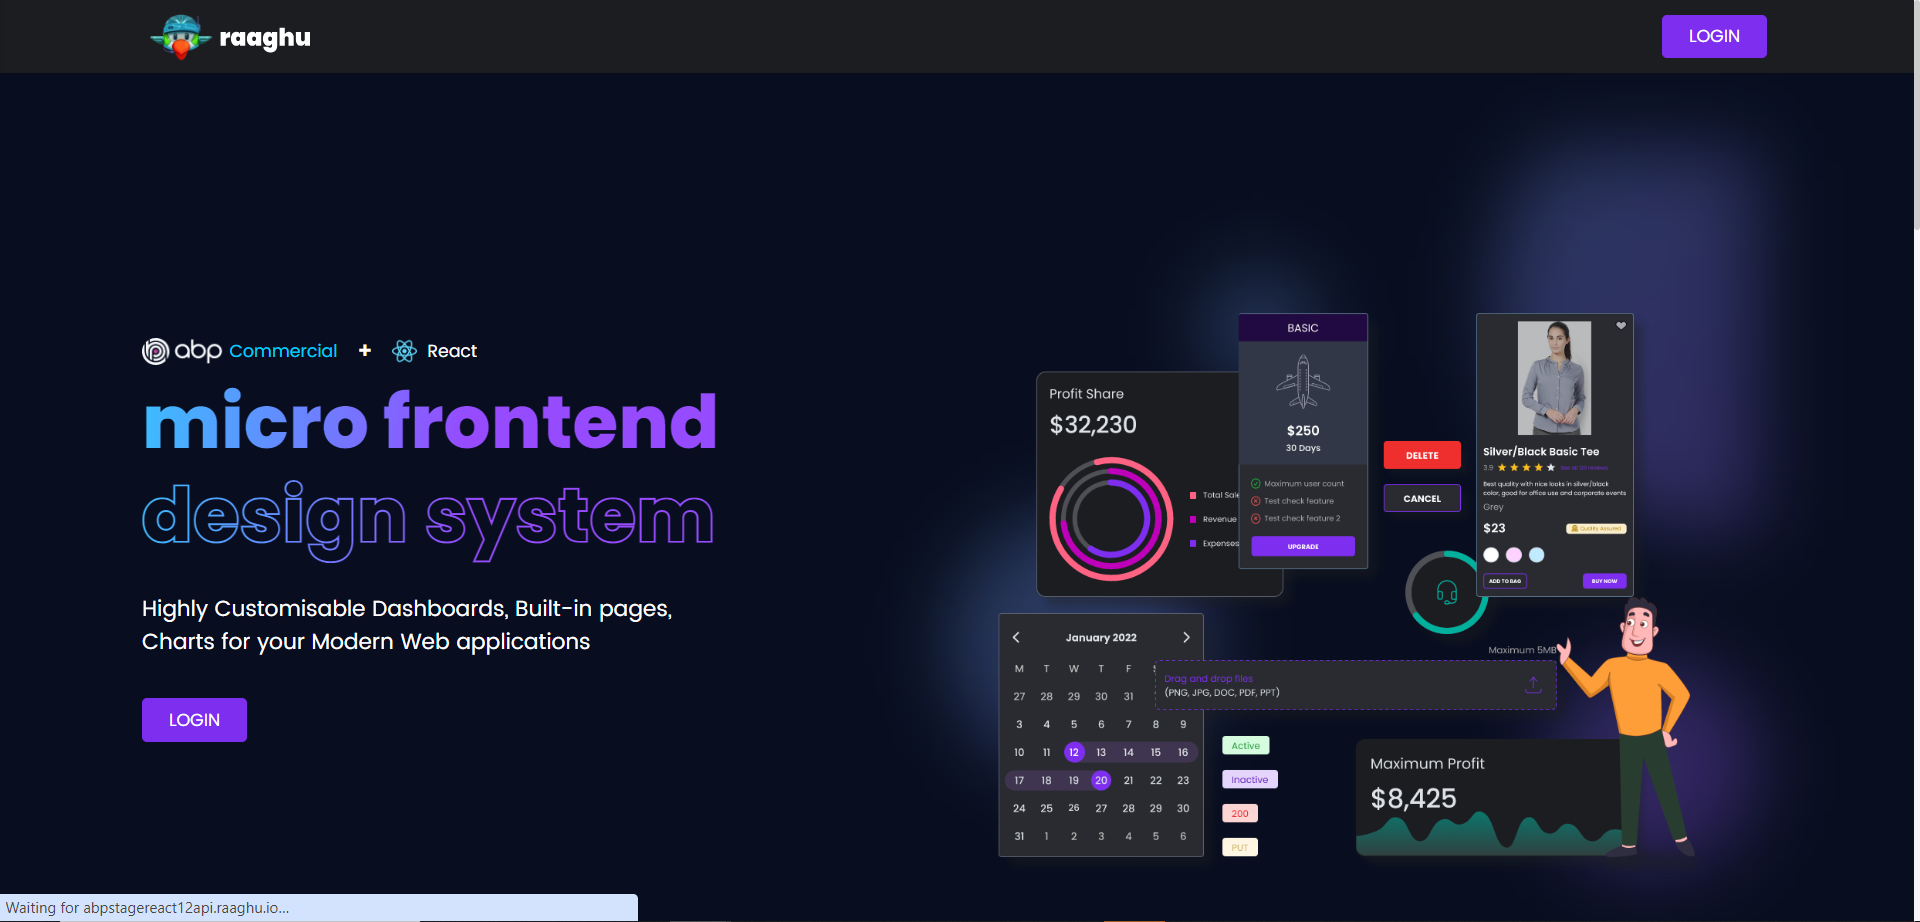 raaghu
LOGIN
abp Commercial + React
micro frontend
design system
Highly Customisable Dashboards, Built-in pages,
Charts for your Modern Web applications
LOGIN
Profit Share
$32,230
Total Sale
Revenue
Expenses
BASIC
$250
30 Days
Maximum user count
Test check feature
Test check feature 2
UPGRADE
DELETE
CANCEL
Silver/Black Basic Tee
3.9
Best quality with nice looks in silver/black
color, good for office use and corporate events
Grey
$23
Quality Assured
ADD TO BAG
BUY NOW
January 2022
M T W T F
27 28 29 30 31
3 4 5 6 7 8 9
10 11 12 13 14 15 16
17 18 19 20 21 22 23
24 25 26 27 28 29 30
31 1 2 3 4 5 6
Maximum 5MB
Drag and drop files
(PNG, JPG, DOC, PDF, PPT)
Active
Inactive
200
PUT
Maximum Profit
$8,425
Waiting for abpstagereact12api.raaghu.io...